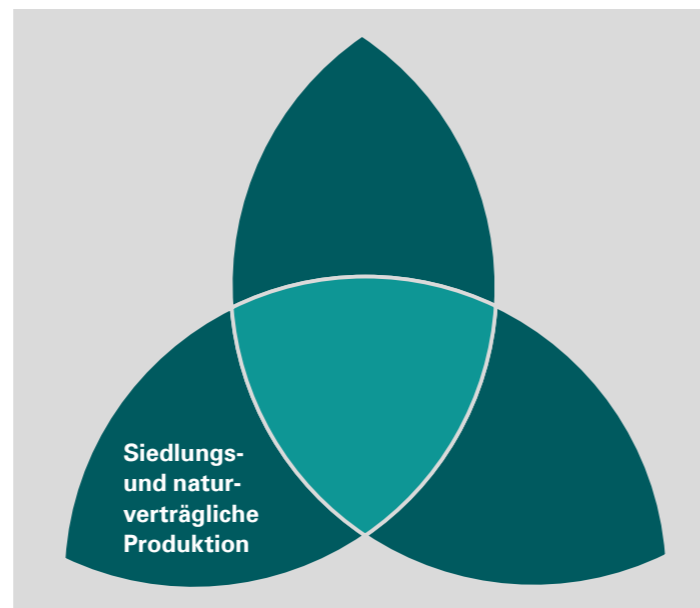 Siedlungs-
und natur-
verträgliche
Produktion